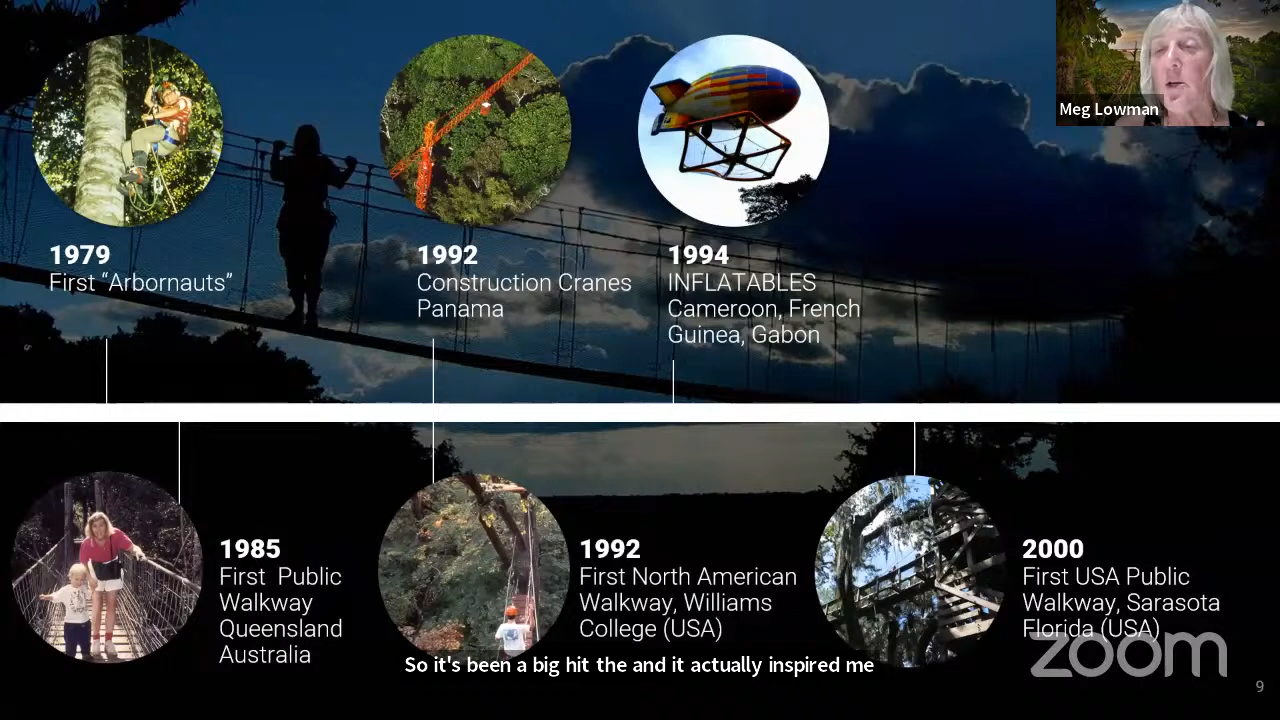 Meg Lowman
1979
First “Arbornauts”
1992
Construction Cranes
Panama
1994
INFLATABLES
Cameroon, French
Guinea, Gabon
1985
First Public
Walkway
Queensland
Australia
1992
First North American
Walkway, Williams
College (USA)
2000
First USA Public
Walkway, Sarasota
Florida (USA)
So it's been a big hit the and it actually inspired me
zoom
9